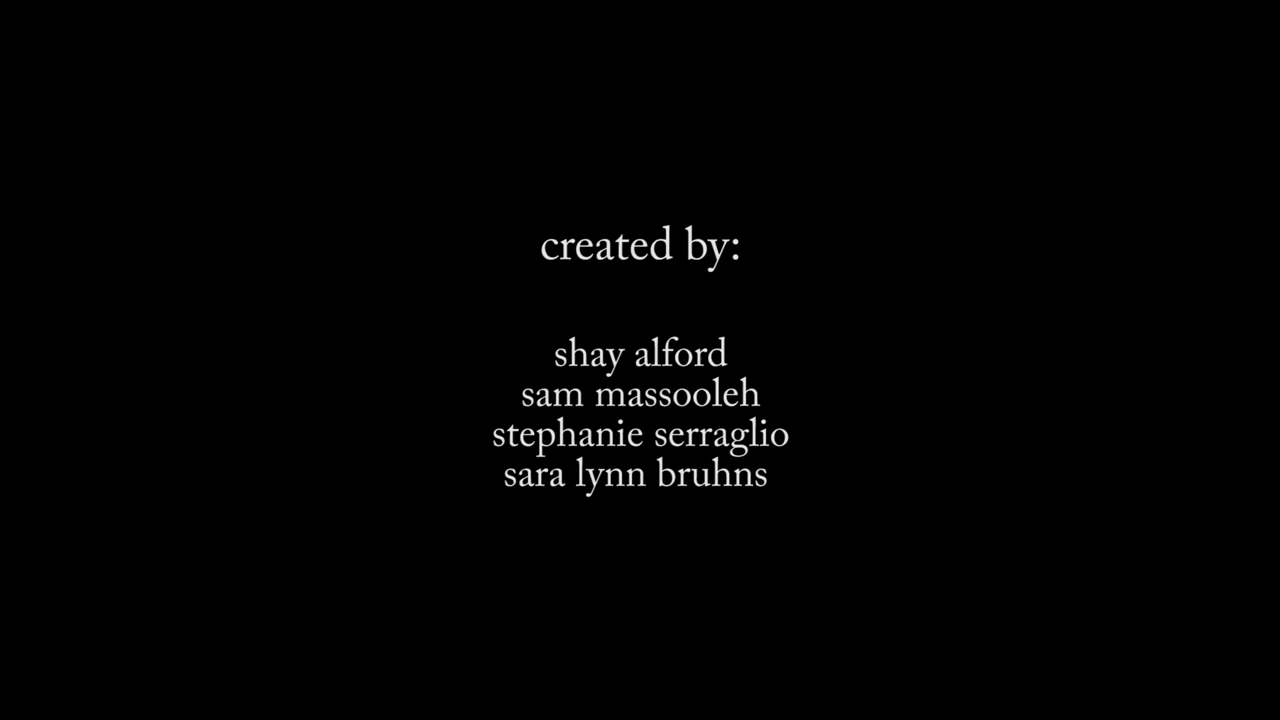 created by:
shay alford
sam massooleh
stephanie serraglio
sara lynn bruhns